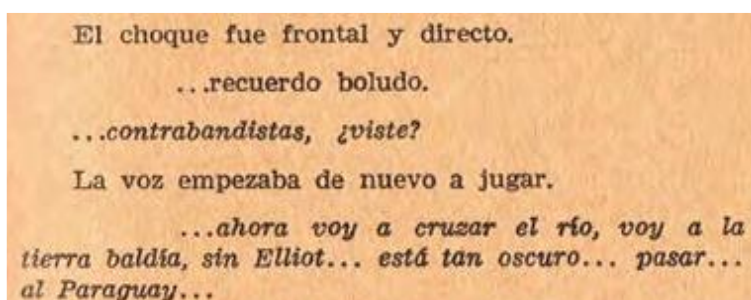 El choque fue frontal y directo.
...recuerdo boludo.
...contrabandistas, ¿viste?
La voz empezaba de nuevo a jugar.
...ahora voy a cruzar el río, voy a la
tierra baldía, sin Elliot... está tan oscuro... pasar...
al Paraguay...